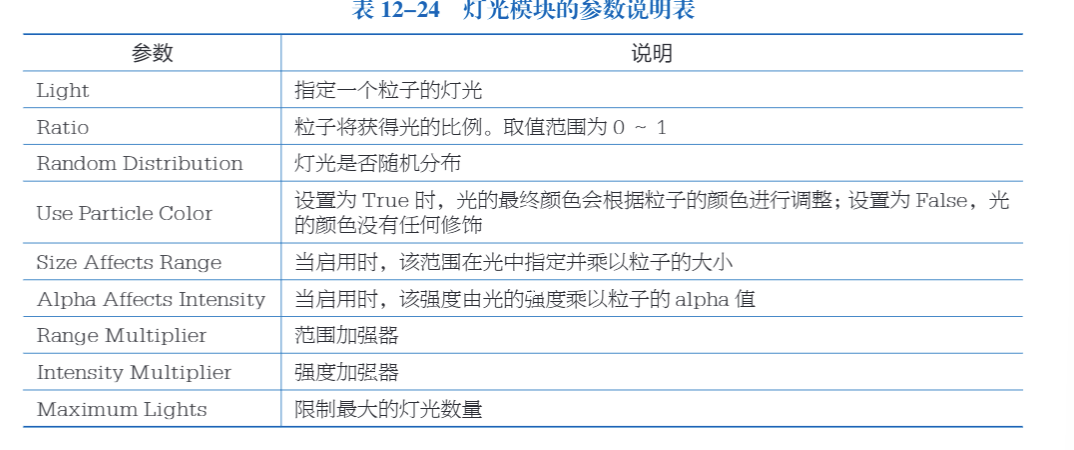 表 12-24 灯光模块的参数说明表
参数 说明
Light 指定一个粒子的灯光
Ratio 粒子将获得光的比例。取值范围为 0 ~ 1
Random Distribution 灯光是否随机分布
Use Particle Color 设置为 True 时，光的最终颜色会根据粒子的颜色进行调整；设置为 False，光
的颜色没有任何修饰
Size Affects Range 当启用时，该范围在光中指定并乘以粒子的大小
Alpha Affects Intensity 当启用时，该强度由光的强度乘以粒子的 alpha 值
Range Multiplier 范围加强器
Intensity Multiplier 强度加强器
Maximum Lights 限制最大的灯光数量